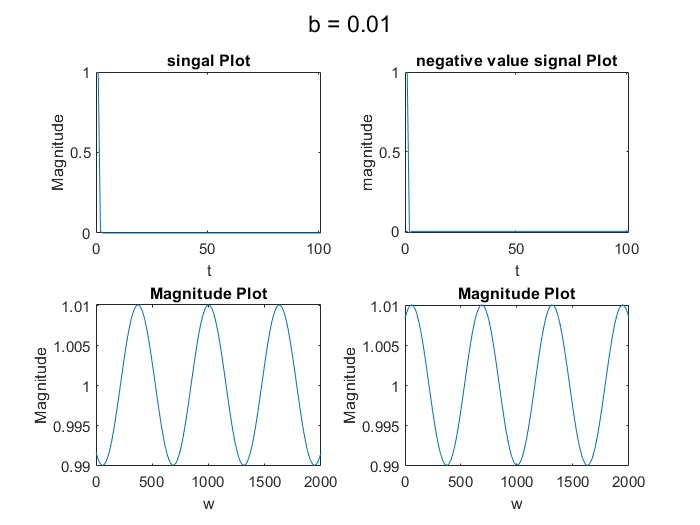 b = 0.01
singal Plot
1
0.5
0
Magnitude
0 50 100
t
negative value signal Plot
1
0.5
0
magnitude
0 50 100
t
Magnitude Plot
1.01
1.005
1
0.995
0.99
Magnitude
0 500 1000 1500 2000
w
Magnitude Plot
1.01
1.005
1
0.995
0.99
Magnitude
0 500 1000 1500 2000
w